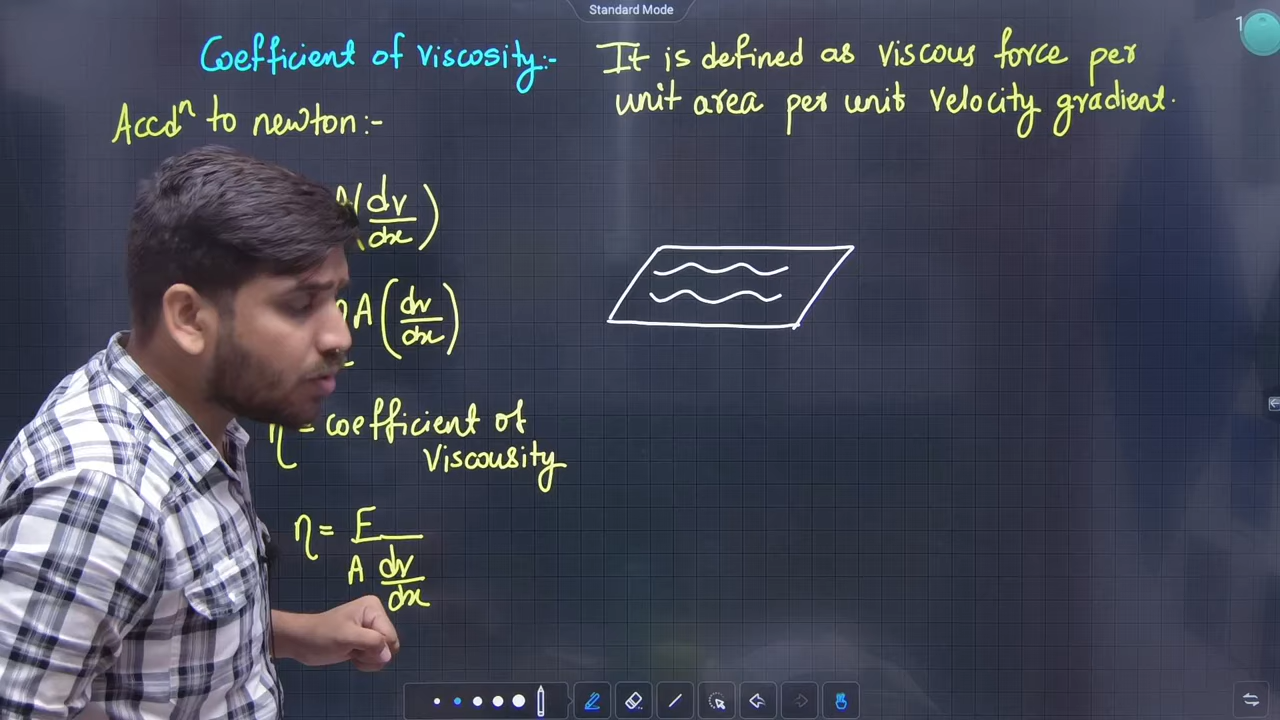 Standard Mode
1
Coefficient of viscosity:-
It is defined as viscous force per
unit area per unit velocity gradient.
Accdⁿ to newton:-
A(dv/dx)
A(dv/dx)
η = coefficient of
Viscousity
η = F/(A dv/dx)